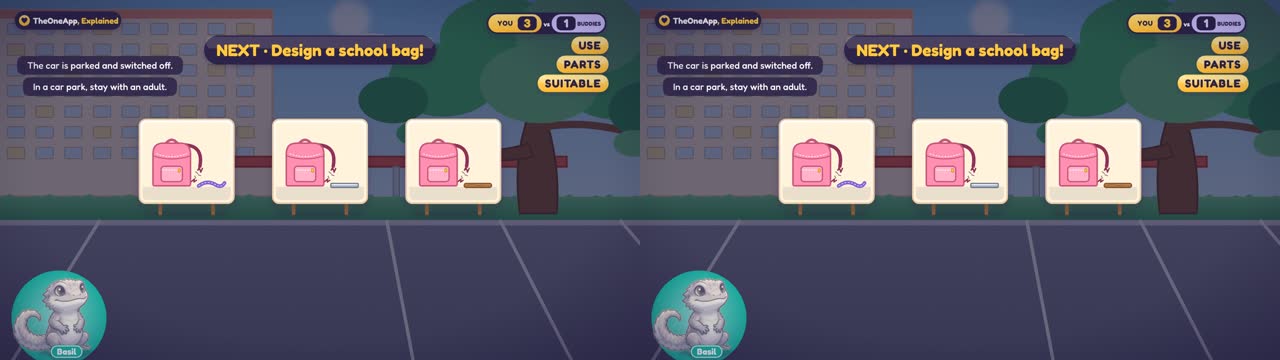 TheOneApp, Explained
YOU 3 vs 1 BUDDIES
NEXT · Design a school bag!
USE
The car is parked and switched off.
PARTS
In a car park, stay with an adult.
SUITABLE
Basil
TheOneApp, Explained
YOU 3 vs 1 BUDDIES
NEXT · Design a school bag!
USE
The car is parked and switched off.
PARTS
In a car park, stay with an adult.
SUITABLE
Basil